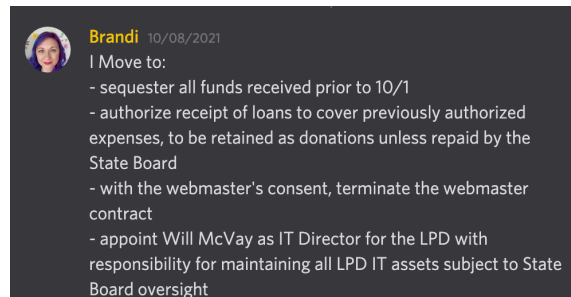 Brandi 10/08/2021
I Move to:
- sequester all funds received prior to 10/1
- authorize receipt of loans to cover previously authorized
expenses, to be retained as donations unless repaid by the
State Board
- with the webmaster's consent, terminate the webmaster
contract
- appoint Will McVay as IT Director for the LPD with
responsibility for maintaining all LPD IT assets subject to State
Board oversight